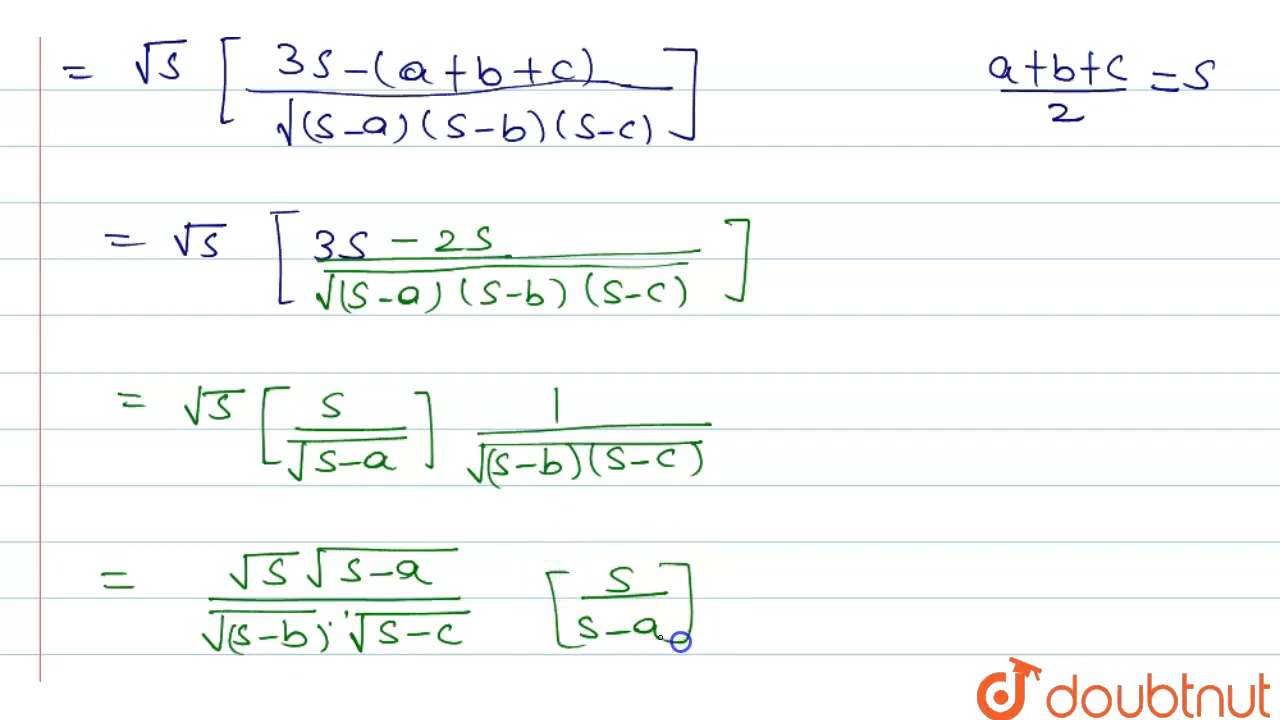 = √s [ 3s-(a+b+c) / √(s-a)(s-b)(s-c) ]
a+b+c / 2 = s
= √s [ 3s - 2s / √(s-a)(s-b)(s-c) ]
= √s [ s / √s-a ] 1 / √(s-b)(s-c)
= √s √s-a / √(s-b) · √s-c [ s / s-a ]
doubtnut